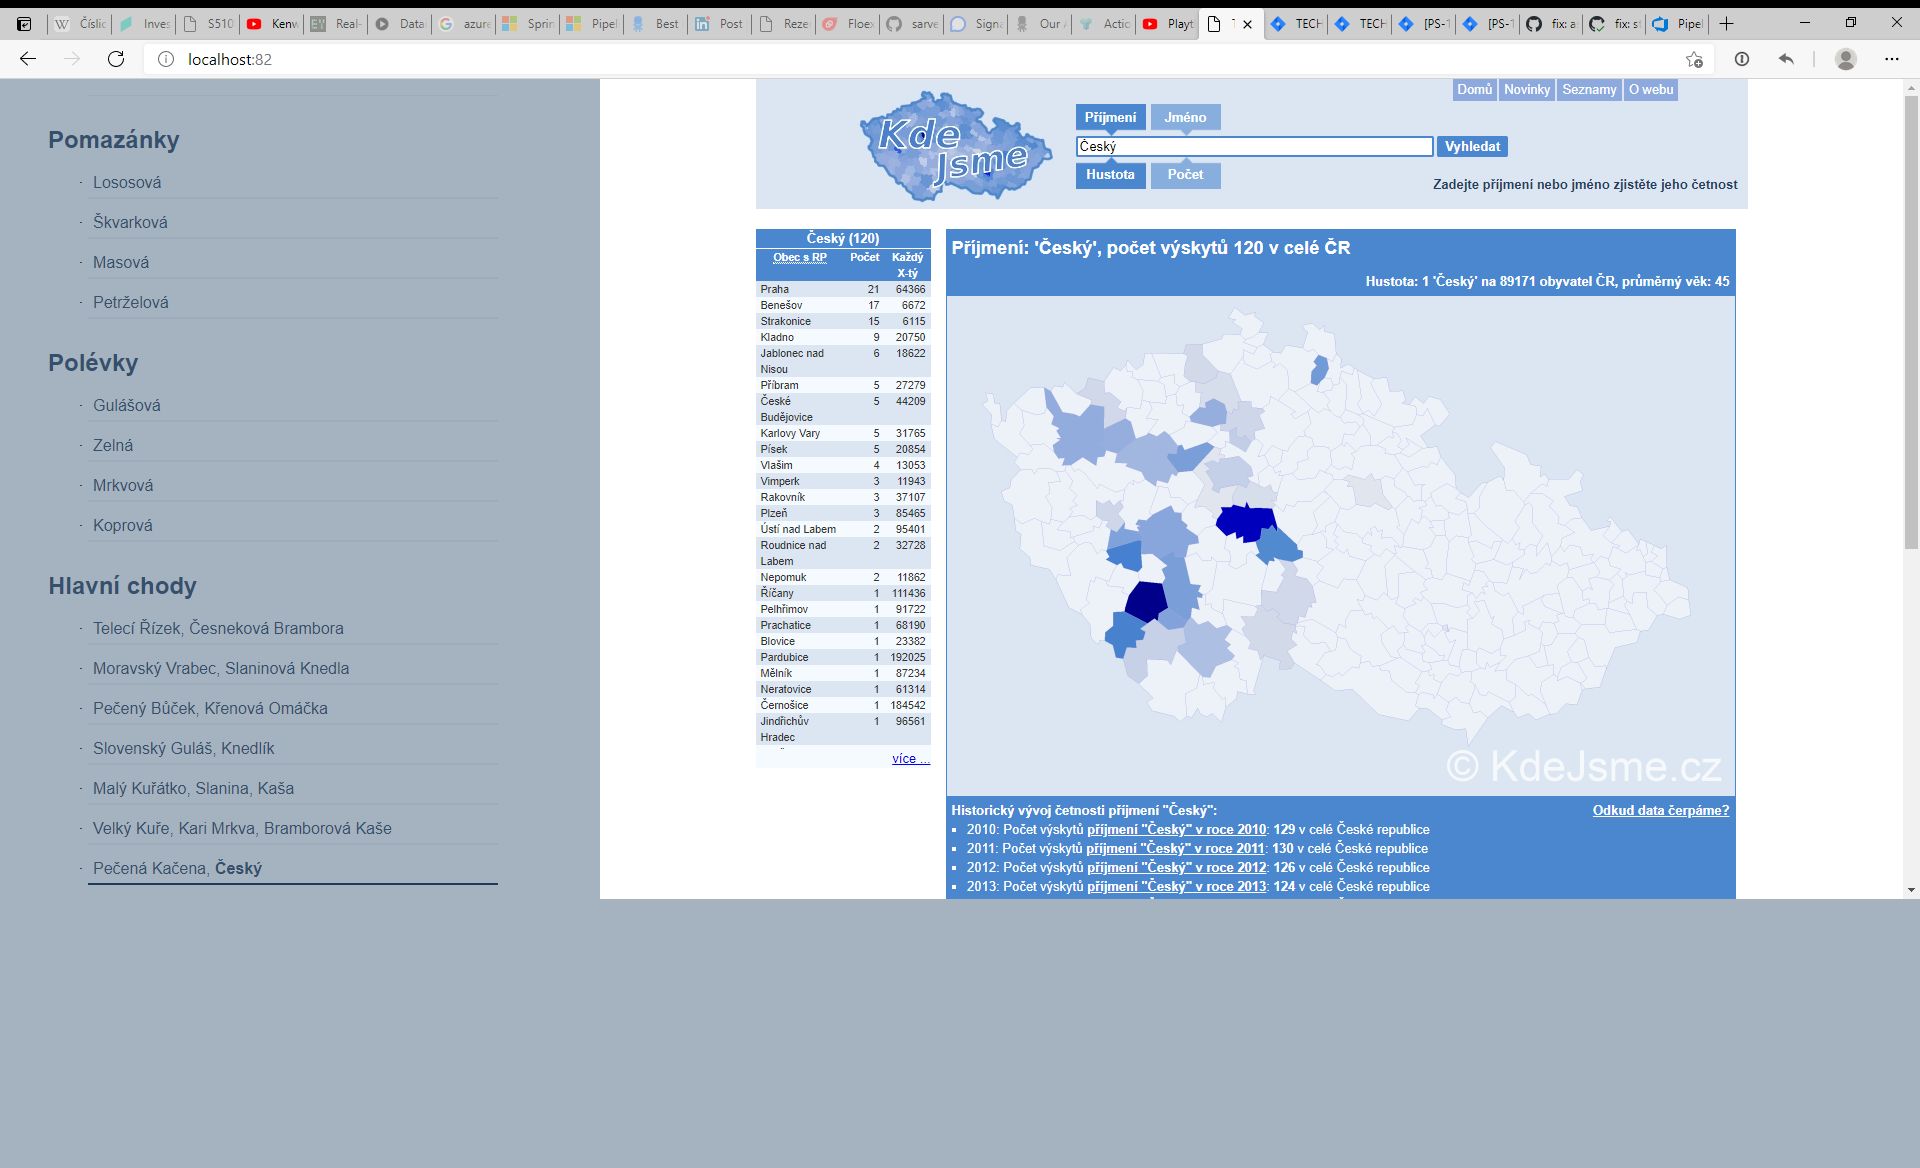 Číslic
Inves
S510
Kenw
Real-
Data
azure
Sprin
Pipel
Best
Post
Reze
Floex
sarve
Signa
Our A
Actio
Playt
TECH
TECH
[PS-1
[PS-1
fix: a
fix: st
Pipel
localhost:82
Pomazánky
· Lososová
· Škvarková
· Masová
· Petrželová
Polévky
· Gulášová
· Zelná
· Mrkvová
· Koprová
Hlavní chody
· Telecí Řízek, Česneková Brambora
· Moravský Vrabec, Slaninová Knedla
· Pečený Bůček, Křenová Omáčka
· Slovenský Guláš, Knedlík
· Malý Kuřátko, Slanina, Kaša
· Velký Kuře, Kari Mrkva, Bramborová Kaše
· Pečená Kačena, Český
Domů Novinky Seznamy O webu
Kde
Jsme
Příjmení Jméno
Český Vyhledat
Hustota Počet
Zadejte příjmení nebo jméno zjistěte jeho četnost
Český (120)
Obec s RP Počet Každý
X-tý
Praha 21 64366
Benešov 17 6672
Strakonice 15 6115
Kladno 9 20750
Jablonec nad 6 18622
Nisou
Příbram 5 27279
České 5 44209
Budějovice
Karlovy Vary 5 31765
Písek 5 20854
Vlašim 4 13053
Vimperk 3 11943
Rakovník 3 37107
Plzeň 3 85465
Ústí nad Labem 2 95401
Roudnice nad 2 32728
Labem
Nepomuk 2 11862
Říčany 1 111436
Pelhřimov 1 91722
Prachatice 1 68190
Blovice 1 23382
Pardubice 1 192025
Mělník 1 87234
Neratovice 1 61314
Černošice 1 184542
Jindřichův 1 96561
Hradec
více ...
Příjmení: 'Český', počet výskytů 120 v celé ČR
Hustota: 1 'Český' na 89171 obyvatel ČR, průměrný věk: 45
© KdeJsme.cz
Historický vývoj četnosti příjmení "Český": Odkud data čerpáme?
▪ 2010: Počet výskytů příjmení "Český" v roce 2010: 129 v celé České republice
▪ 2011: Počet výskytů příjmení "Český" v roce 2011: 130 v celé České republice
▪ 2012: Počet výskytů příjmení "Český" v roce 2012: 126 v celé České republice
▪ 2013: Počet výskytů příjmení "Český" v roce 2013: 124 v celé České republice